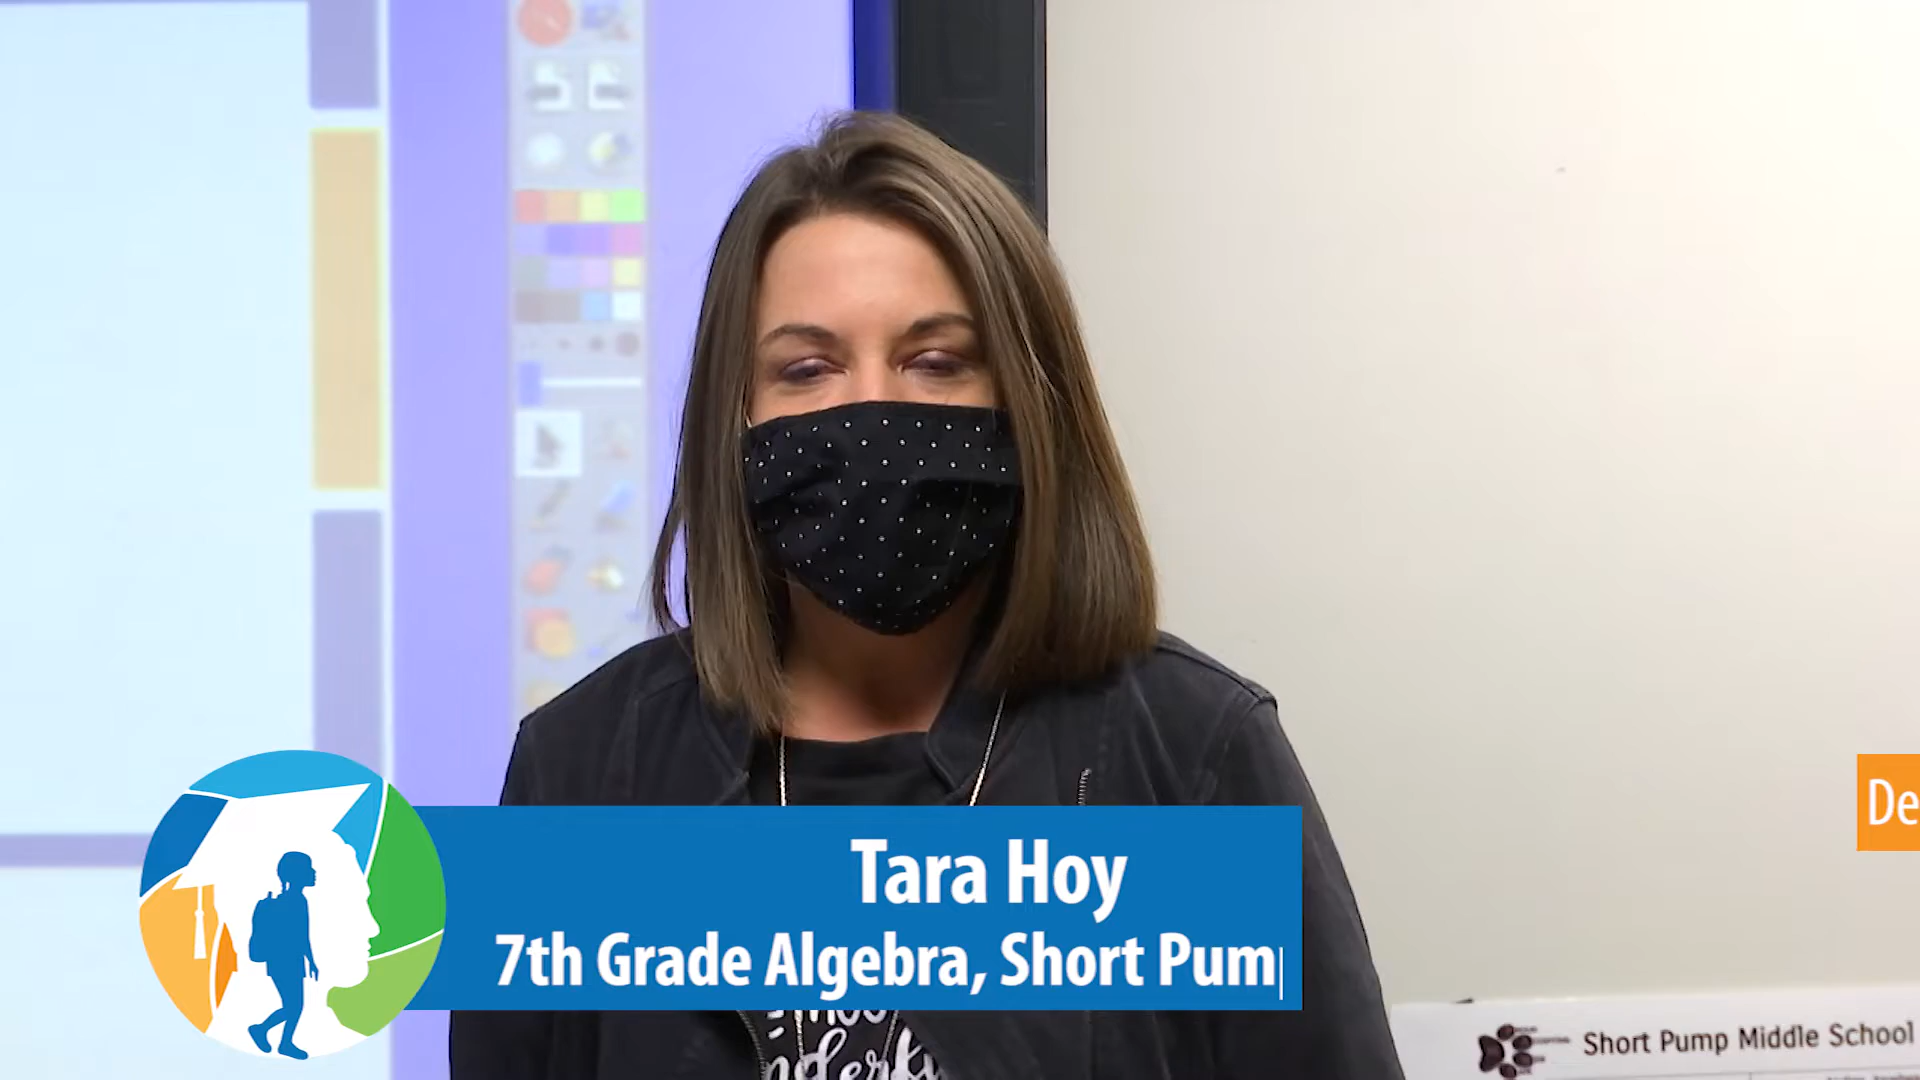 De
Tara Hoy
7th Grade Algebra, Short Pum
Short Pump Middle School